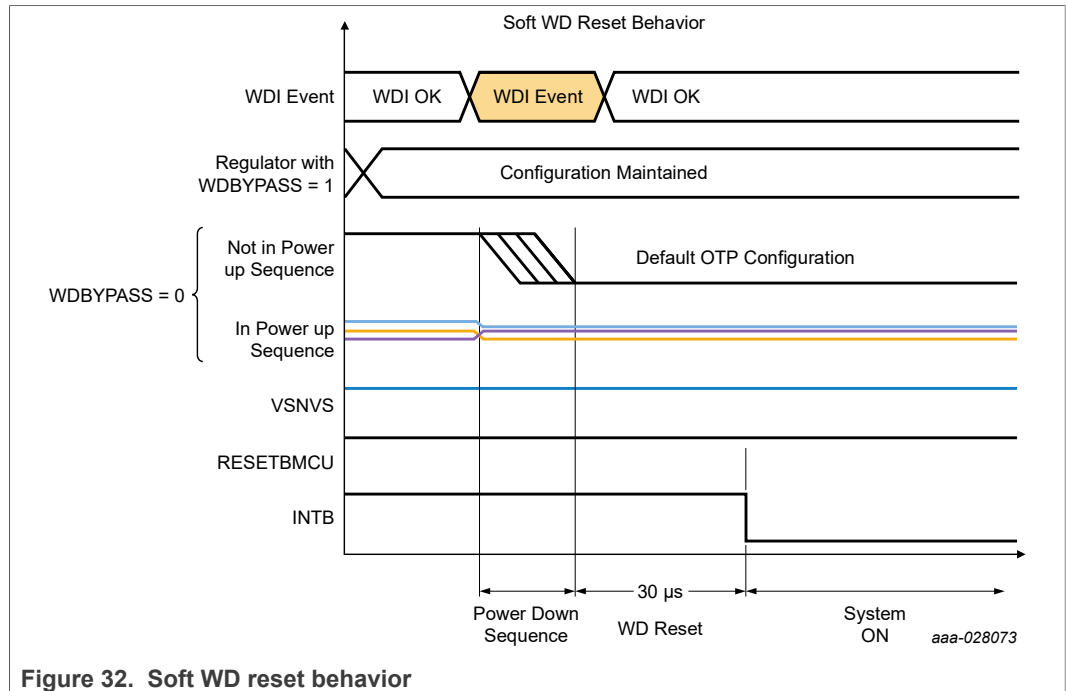 Soft WD Reset Behavior
WDI Event
WDI OK
WDI Event
WDI OK
Regulator with
WDBYPASS = 1
Configuration Maintained
WDBYPASS = 0
Not in Power
up Sequence
Default OTP Configuration
In Power up
Sequence
VSNVS
RESETBMCU
INTB
30 µs
Power Down
Sequence
WD Reset
System
ON
aaa-028073
Figure 32. Soft WD reset behavior